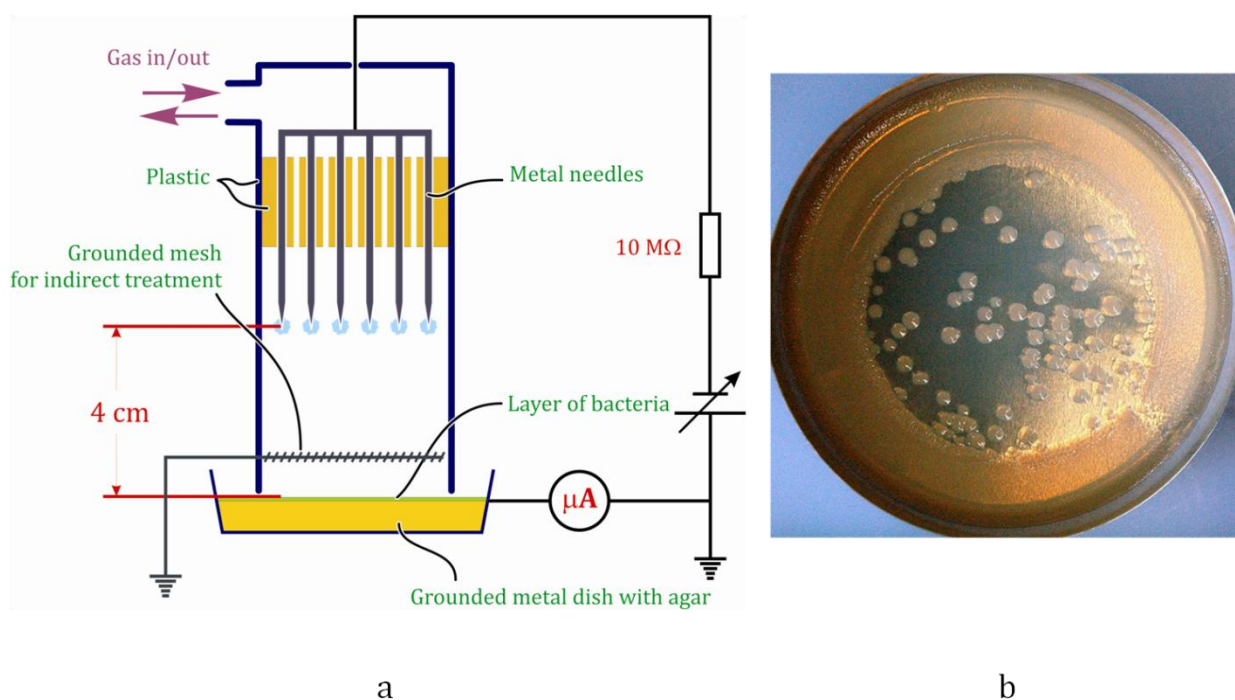 Gas in/out
Plastic
Metal needles
Grounded mesh
for indirect treatment
10 MΩ
4 cm
Layer of bacteria
μA
Grounded metal dish with agar
a
b